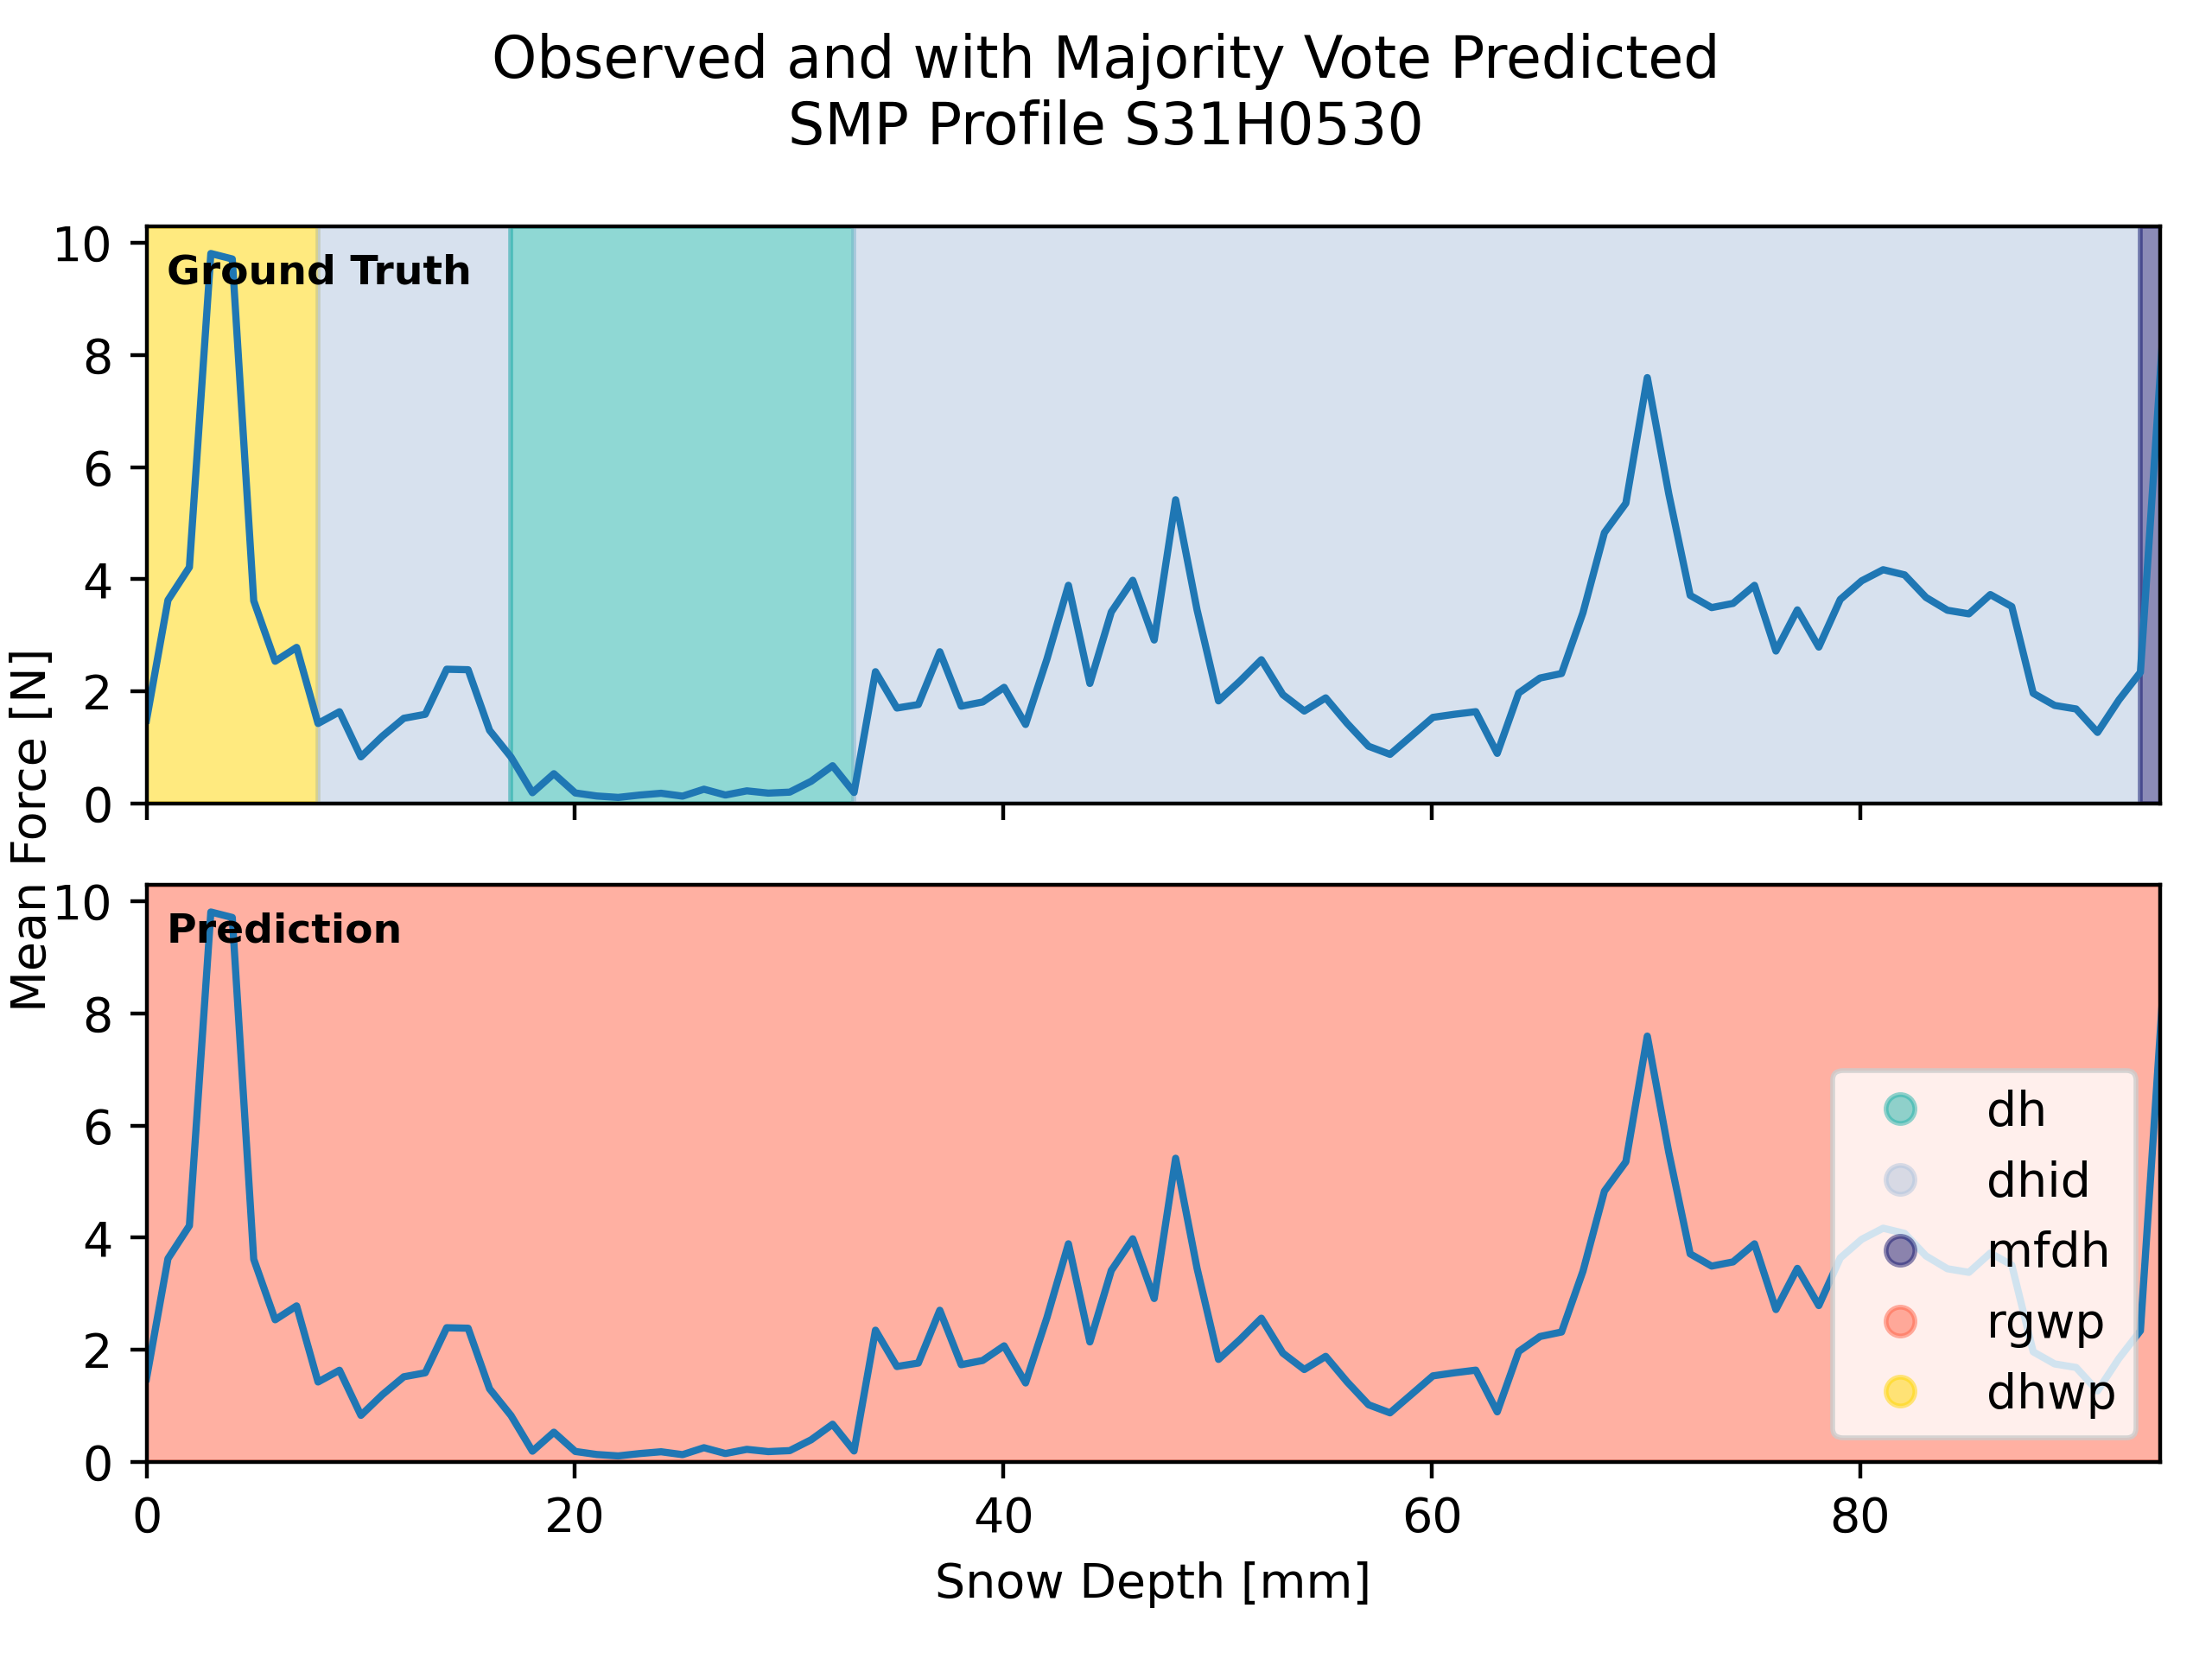 Observed and with Majority Vote Predicted
SMP Profile S31H0530
Mean Force [N]
10
8
6
4
2
0
Ground Truth
10
8
6
4
2
0
Prediction
dh
dhid
mfdh
rgwp
dhwp
0
20
40
60
80
Snow Depth [mm]